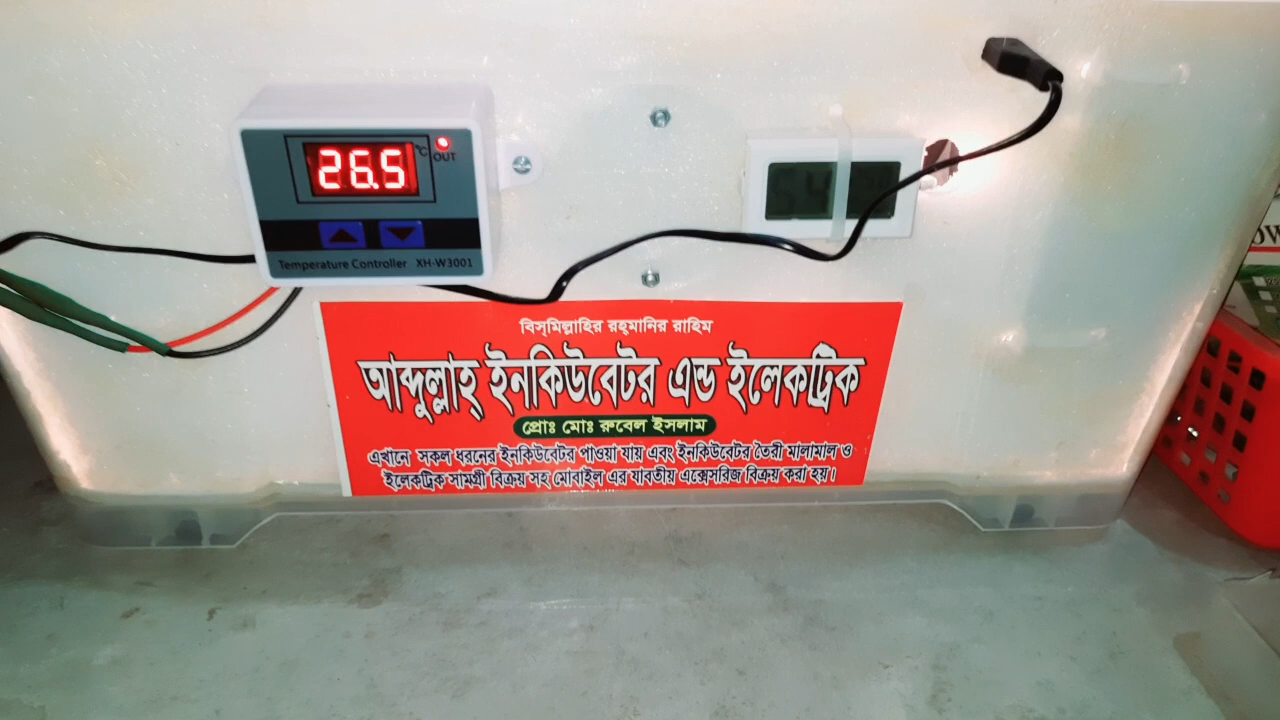 26.5
°C
OUT
Temperature Controller XH-W3001
বিস্‌মিল্লাহির রহ্‌মানির রাহিম
আব্দুল্লাহ্ ইনকিউবেটর এন্ড ইলেকট্রিক
প্রোঃ মোঃ রুবেল ইসলাম
এখানে সকল ধরনের ইনকিউবেটর পাওয়া যায় এবং ইনকিউবেটর তৈরী মালামাল ও
ইলেকট্রিক সামগ্রী বিক্রয় সহ মোবাইল এর যাবতীয় এক্সেসরিজ বিক্রয় করা হয়।